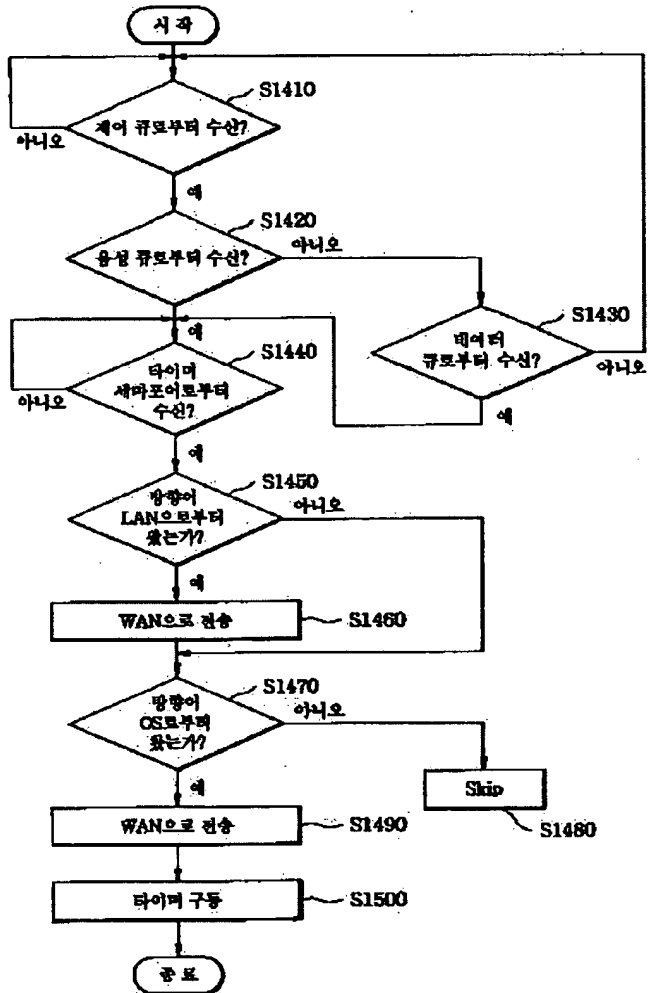 시 작
S1410
제어 큐로부터 수신?
아니오
예
S1420
음성 큐로부터 수신?
아니오
S1430
데이터
큐로부터 수신?
아니오
예
예
S1440
타이머
세마포어로부터
수신?
아니오
예
S1450
방향이
LAN으로부터
왔는가?
아니오
예
WAN으로 전송
S1460
S1470
방향이
OS로부터
왔는가?
아니오
예
Skip
S1480
WAN으로 전송
S1490
타이머 구동
S1500
종 료